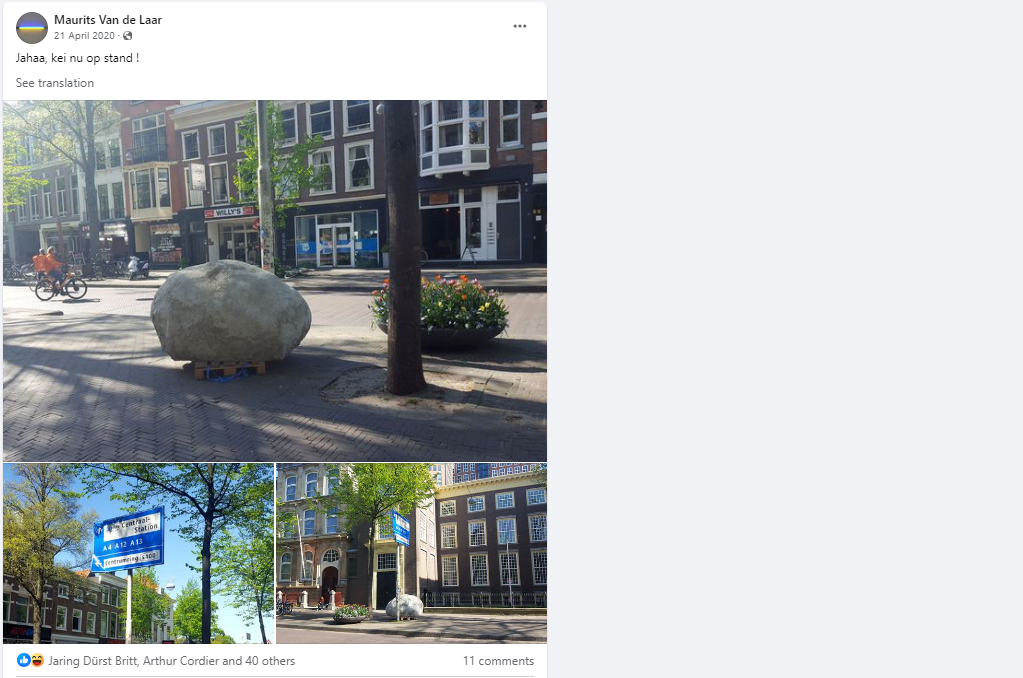 Maurits Van de Laar
21 April 2020 ·
Jahaa, kei nu op stand !
See translation
WILLY'S
Centraal-
Station
A4 A12 A13
Centrumring S100
Jaring Dürst Britt, Arthur Cordier and 40 others
11 comments